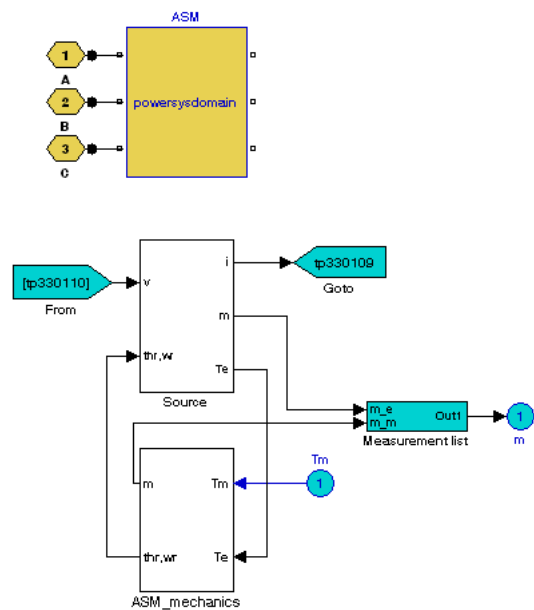 ASM
1
A
powersysdomain
2
B
3
C
[tp330110]
From
v
i
tp330109
Goto
m
thr,wr
Te
Source
m_e
m_m
Out1
Measurement list
1
m
m
Tm
Tm
1
thr,wr
Te
ASM_mechanics